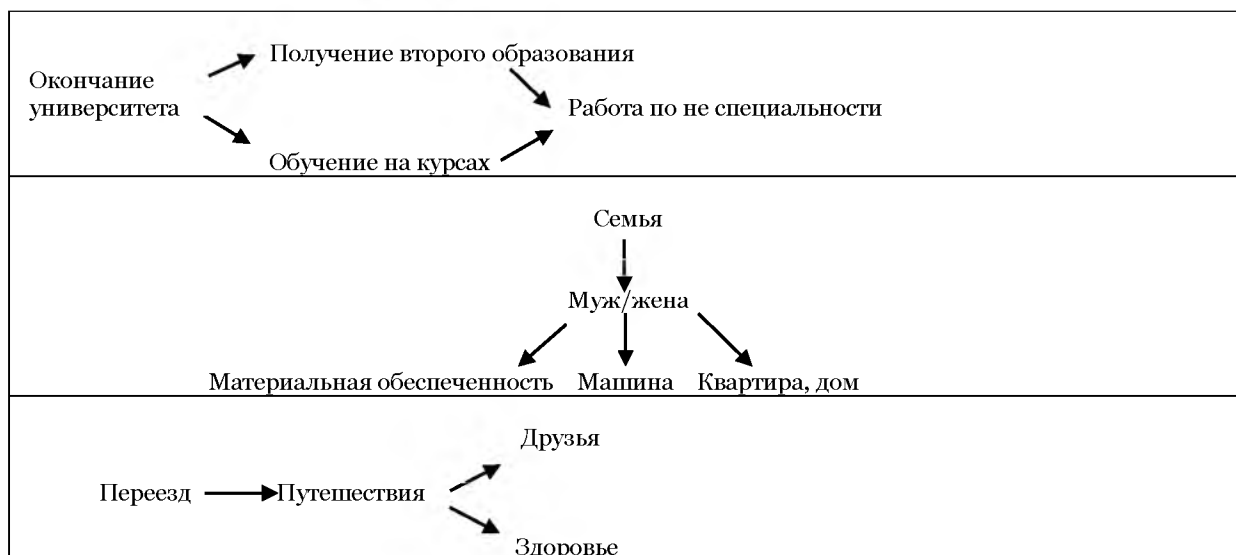 Получение второго образования
Окончание
университета
Работа по не специальности
Обучение на курсах
Семья
Муж/жена
Материальная обеспеченность Машина Квартира, дом
Друзья
Переезд Путешествия
Здоровье